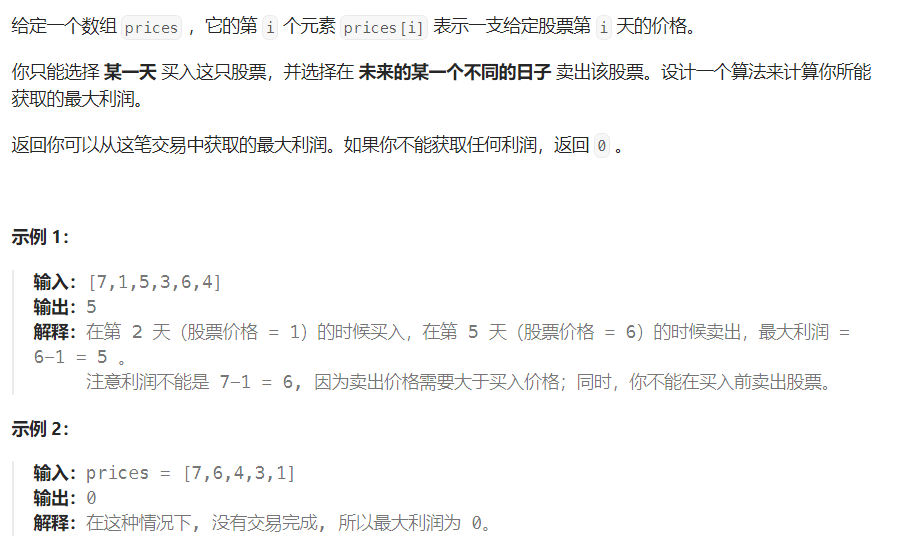 给定一个数组 prices ，它的第 i 个元素 prices[i] 表示一支给定股票第 i 天的价格。
你只能选择 某一天 买入这只股票，并选择在 未来的某一个不同的日子 卖出该股票。设计一个算法来计算你所能
获取的最大利润。
返回你可以从这笔交易中获取的最大利润。如果你不能获取任何利润，返回 0 。
示例 1：
输入：[7,1,5,3,6,4]
输出：5
解释：在第 2 天（股票价格 = 1）的时候买入，在第 5 天（股票价格 = 6）的时候卖出，最大利润 =
6-1 = 5 。
注意利润不能是 7-1 = 6, 因为卖出价格需要大于买入价格；同时，你不能在买入前卖出股票。
示例 2：
输入：prices = [7,6,4,3,1]
输出：0
解释：在这种情况下, 没有交易完成, 所以最大利润为 0。